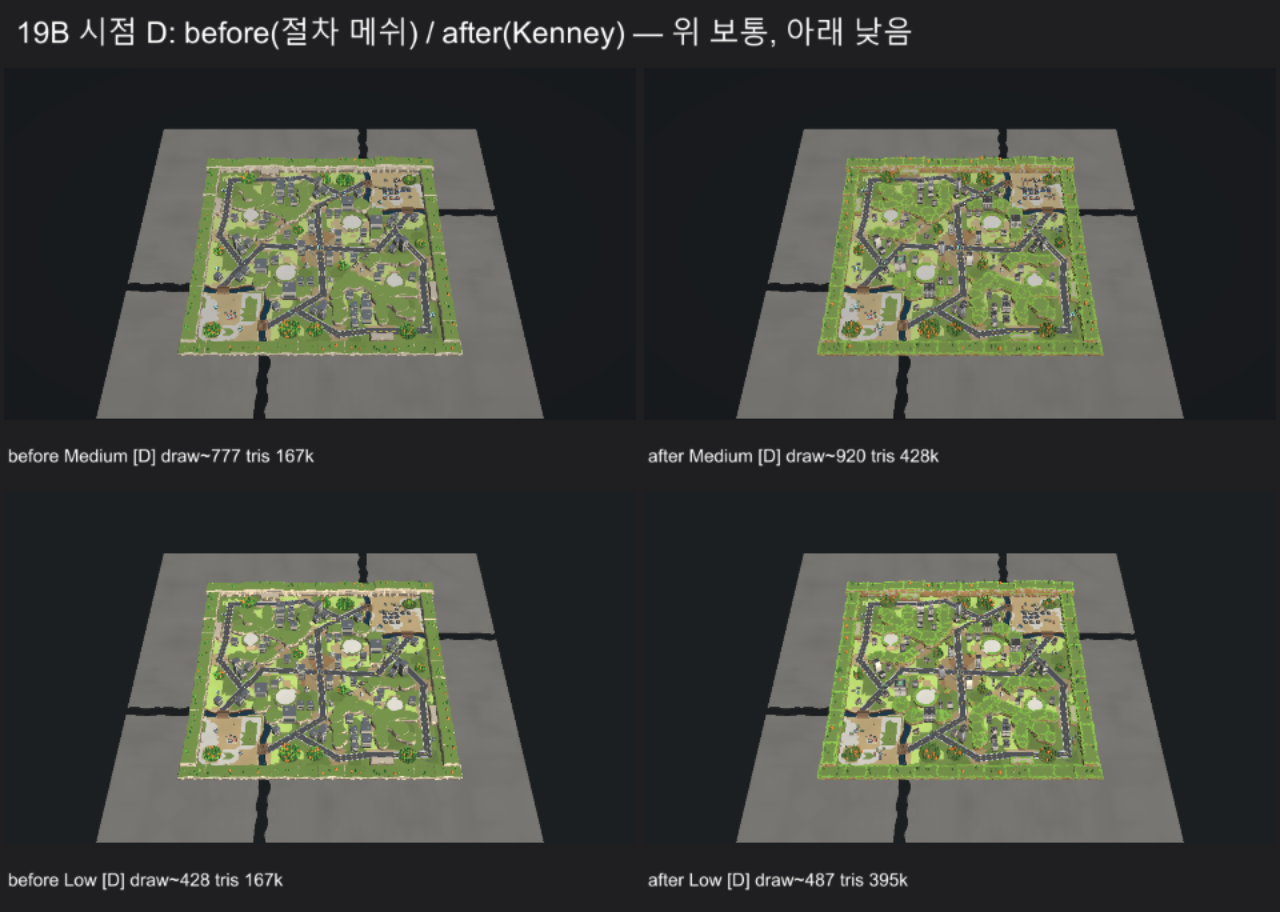 19B 시점 D: before(절차 메쉬) / after(Kenney) — 위 보통, 아래 낮음
before Medium [D] draw~777 tris 167k
after Medium [D] draw~920 tris 428k
before Low [D] draw~428 tris 167k
after Low [D] draw~487 tris 395k